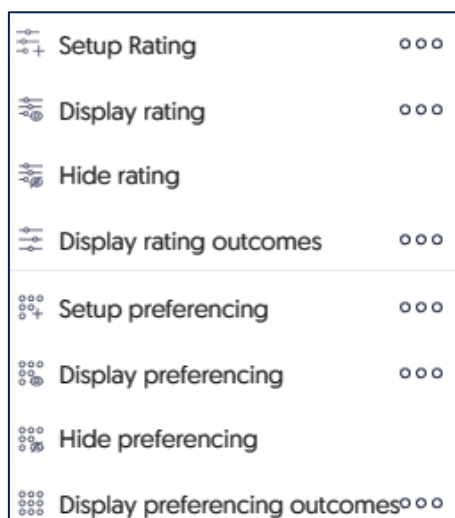 Setup Rating
Display rating
Hide rating
Display rating outcomes
Setup preferencing
Display preferencing
Hide preferencing
Display preferencing outcomes